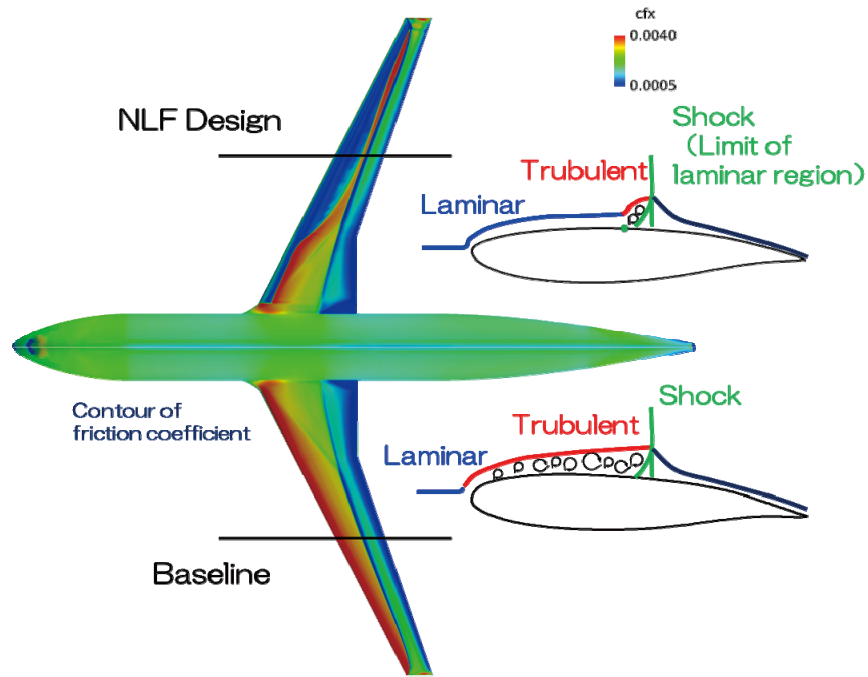 cfx
0.0040
0.0005
NLF Design
Shock
(Limit of
laminar region)
Trubulent
Laminar
Contour of
friction coefficient
Shock
Trubulent
Laminar
Baseline